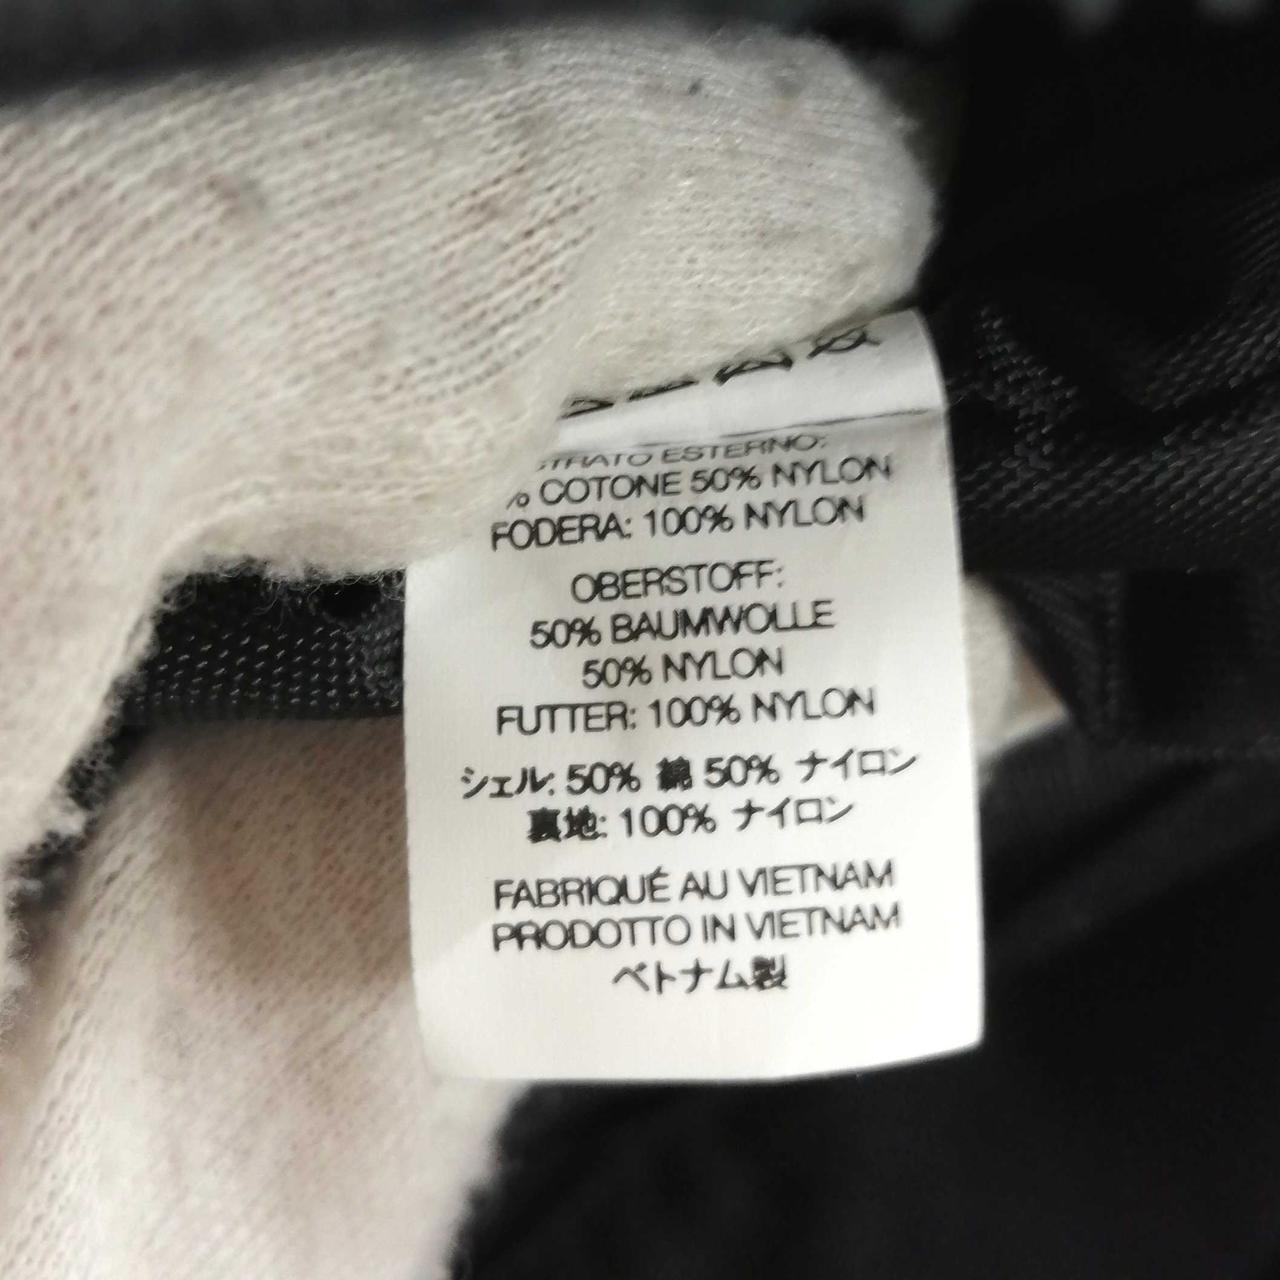 STRATO ESTERNO:
% COTONE 50% NYLON
FODERA: 100% NYLON
OBERSTOFF:
50% BAUMWOLLE
50% NYLON
FUTTER: 100% NYLON
シェル: 50% 綿 50% ナイロン
裏地: 100% ナイロン
FABRIQUÉ AU VIETNAM
PRODOTTO IN VIETNAM
ベトナム製